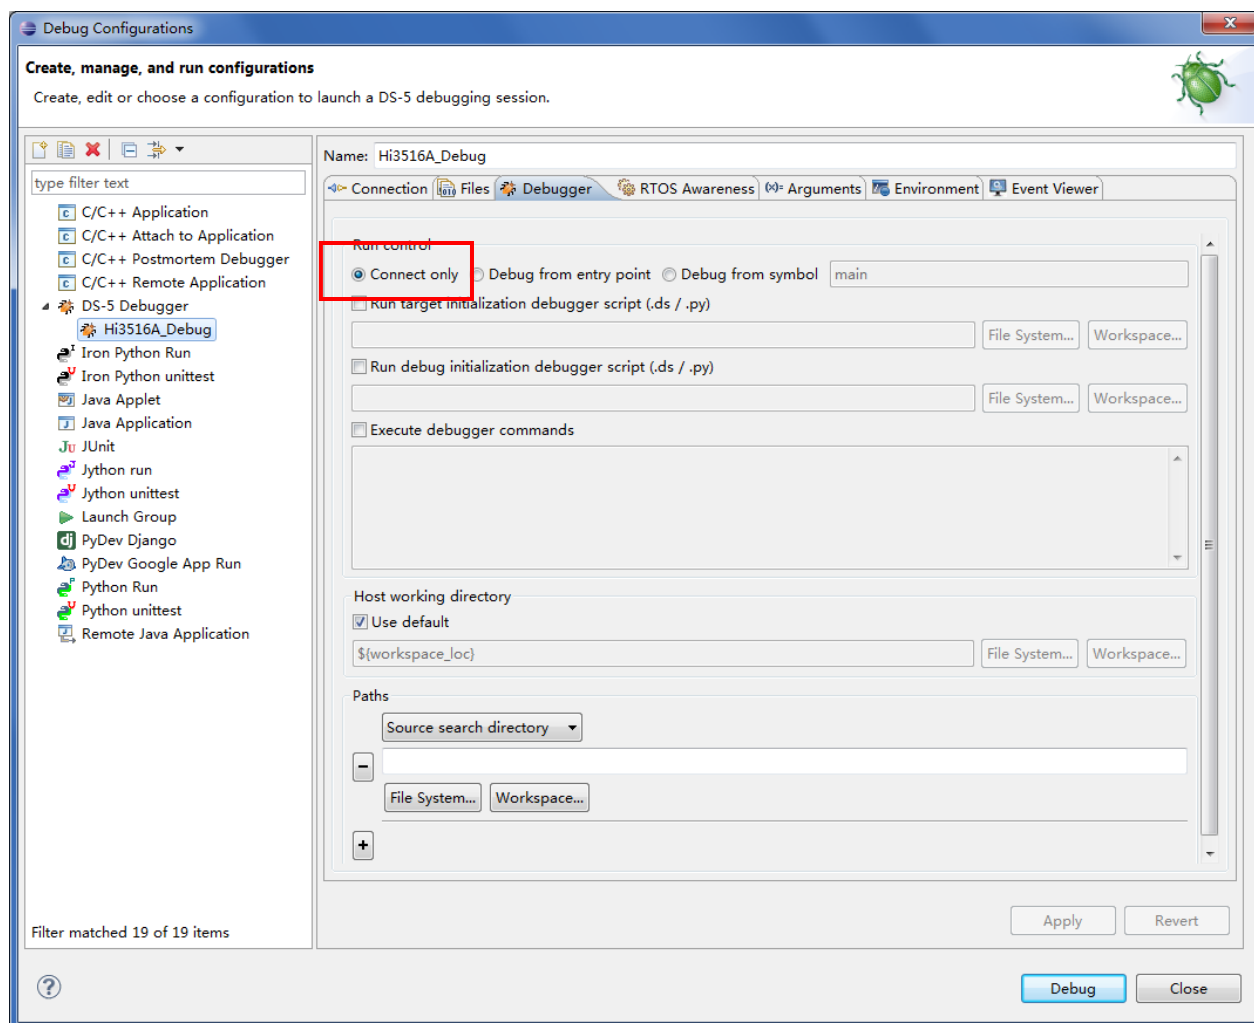 Debug Configurations
Create, manage, and run configurations
Create, edit or choose a configuration to launch a DS-5 debugging session.
type filter text
C/C++ Application
C/C++ Attach to Application
C/C++ Postmortem Debugger
C/C++ Remote Application
DS-5 Debugger
Hi3516A_Debug
Iron Python Run
Iron Python unittest
Java Applet
Java Application
JUnit
Jython run
Jython unittest
Launch Group
PyDev Django
PyDev Google App Run
Python Run
Python unittest
Remote Java Application
Filter matched 19 of 19 items
Name: Hi3516A_Debug
Connection Files Debugger RTOS Awareness (x)= Arguments Environment Event Viewer
Run control
Connect only Debug from entry point Debug from symbol main
Run target initialization debugger script (.ds / .py)
File System... Workspace...
Run debug initialization debugger script (.ds / .py)
File System... Workspace...
Execute debugger commands
Host working directory
Use default
${workspace_loc} File System... Workspace...
Paths
Source search directory
File System... Workspace...
Apply Revert
Debug Close